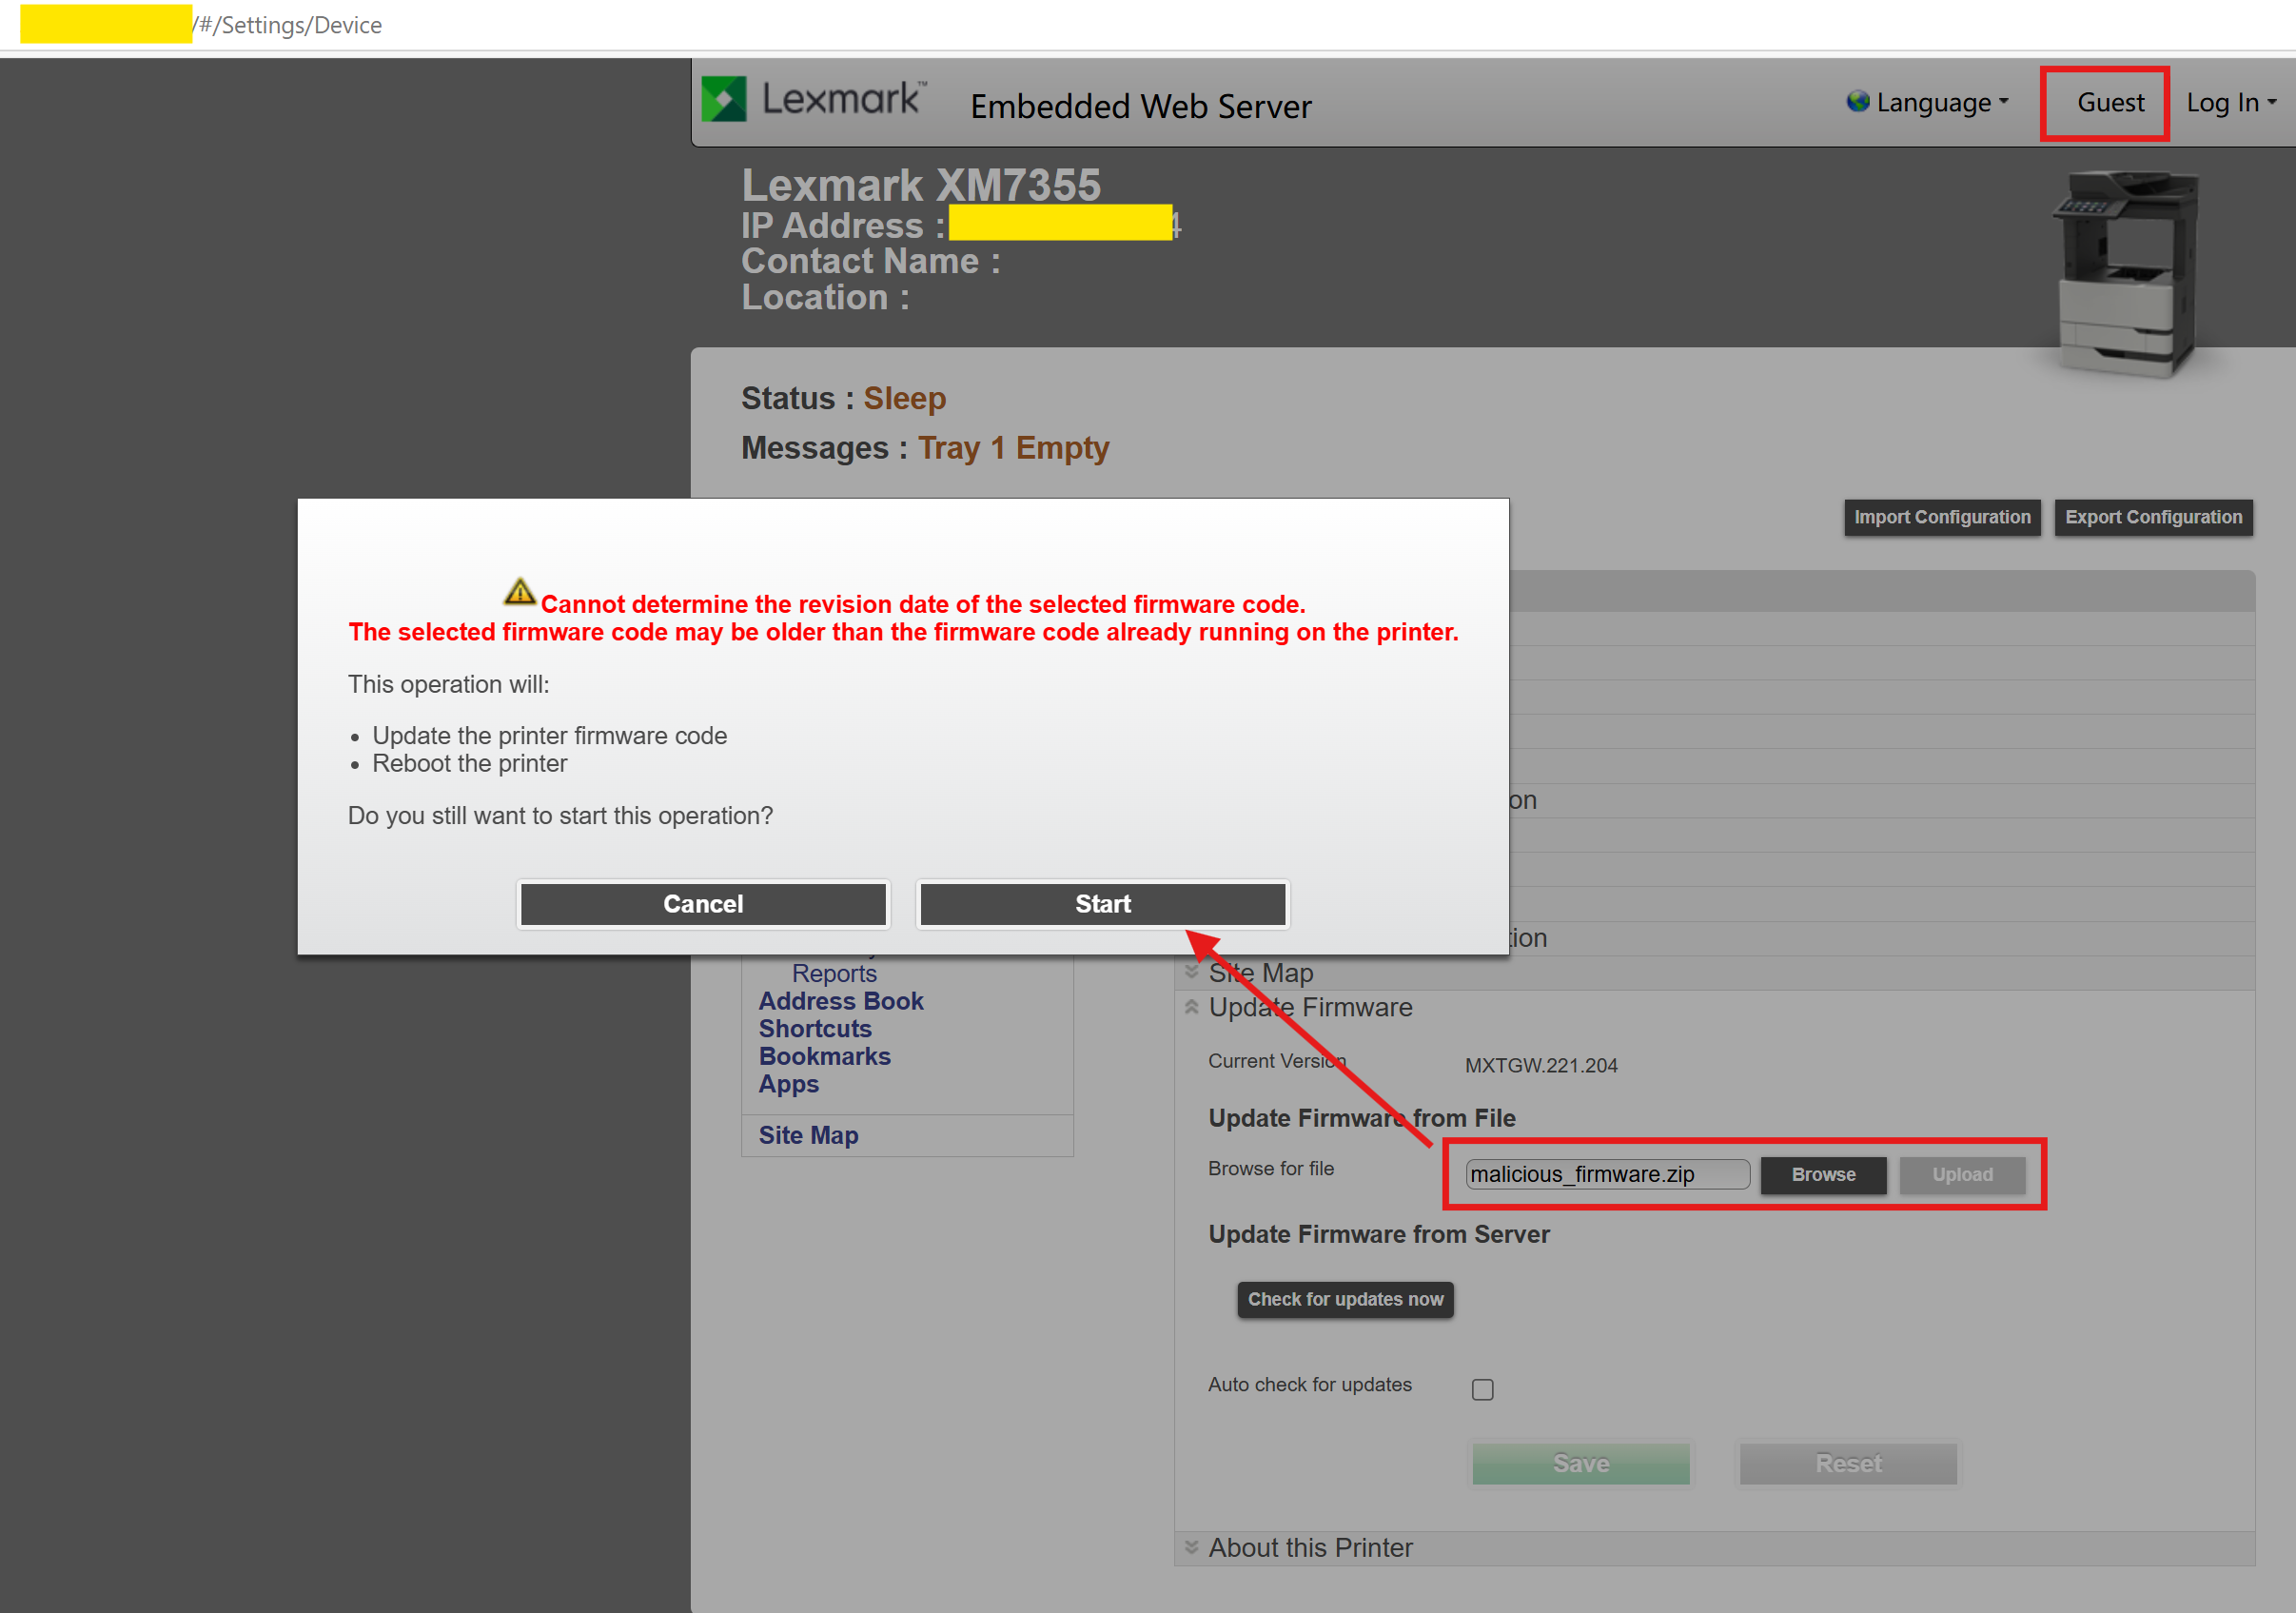 /#/Settings/Device
Lexmark™ Embedded Web Server Language Guest Log In
Lexmark XM7355
IP Address :
Contact Name :
Location :
Status : Sleep
Messages : Tray 1 Empty
Import Configuration Export Configuration
Cannot determine the revision date of the selected firmware code.
The selected firmware code may be older than the firmware code already running on the printer.
This operation will:
• Update the printer firmware code
• Reboot the printer
Do you still want to start this operation?
Cancel Start
Reports
Address Book
Shortcuts
Bookmarks
Apps
Site Map
on
tion
Site Map
Update Firmware
Current Version MXTGW.221.204
Update Firmware from File
Browse for file malicious_firmware.zip Browse Upload
Update Firmware from Server
Check for updates now
Auto check for updates
Save Reset
About this Printer